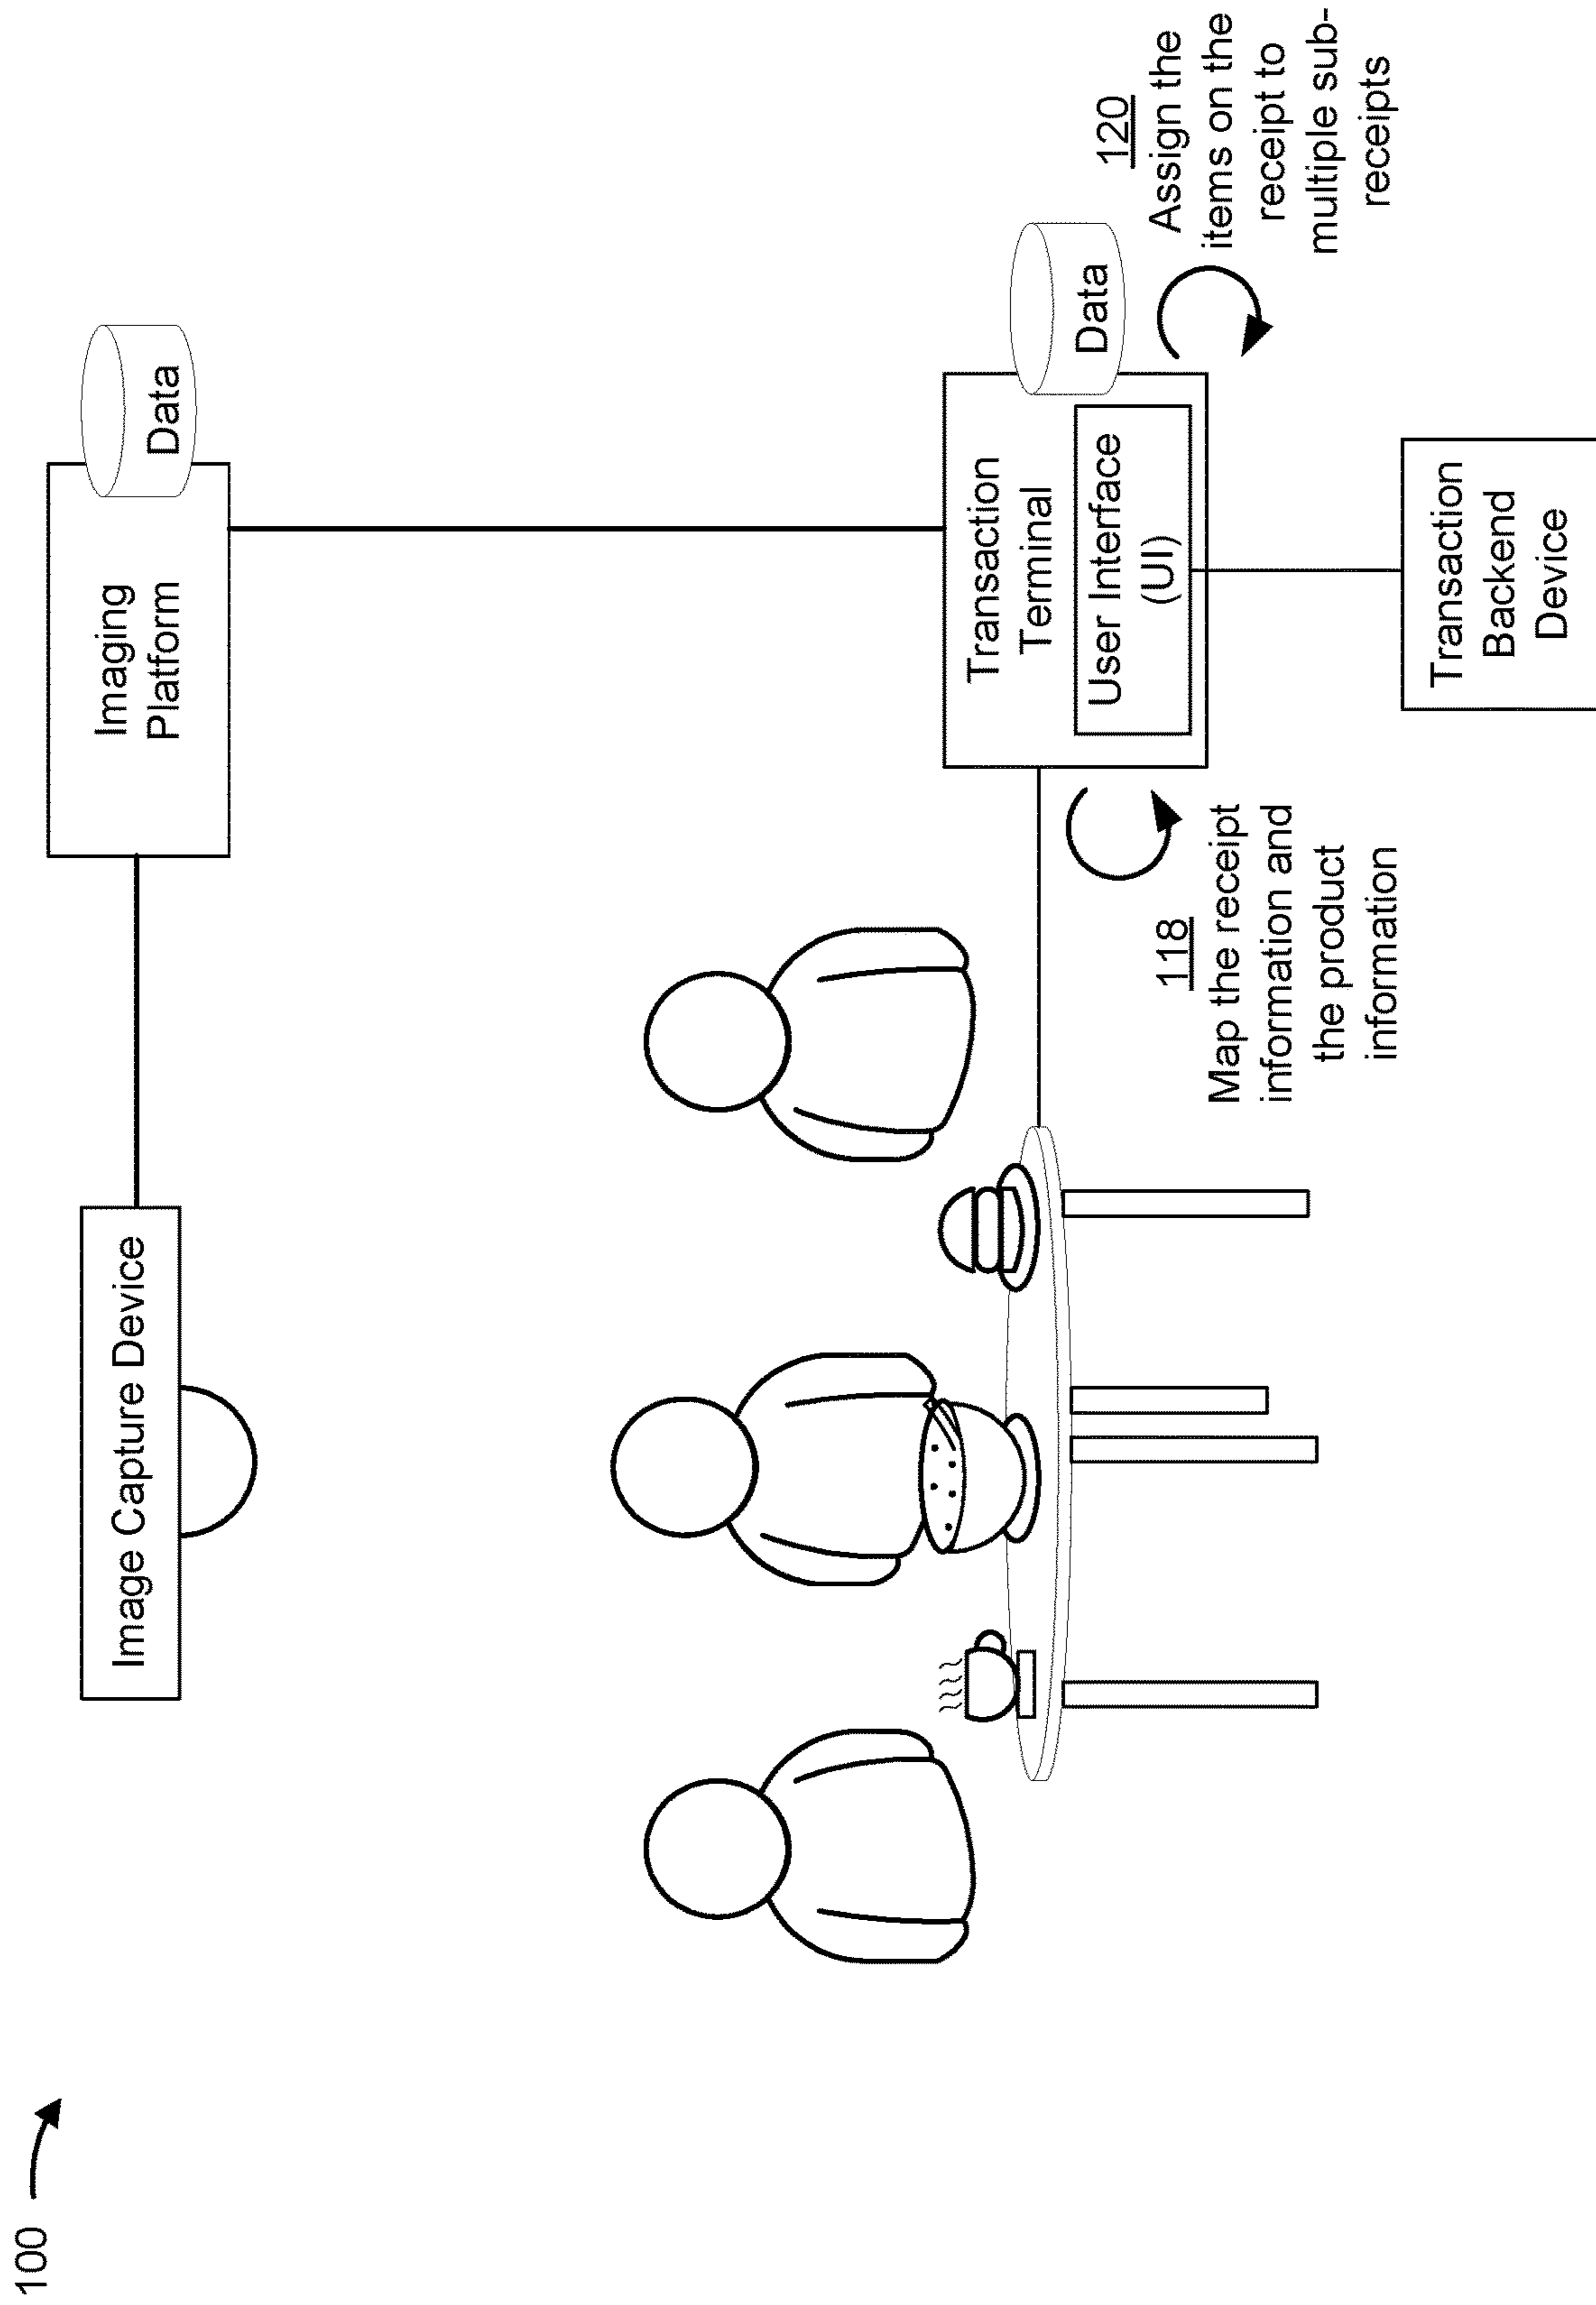 100
Image Capture Device
Imaging
Platform
Data
Transaction
Terminal
User Interface
(UI)
Data
118
Map the receipt
information and
the product
information
120
Assign the
items on the
receipt to
multiple sub-
receipts
Transaction
Backend
Device